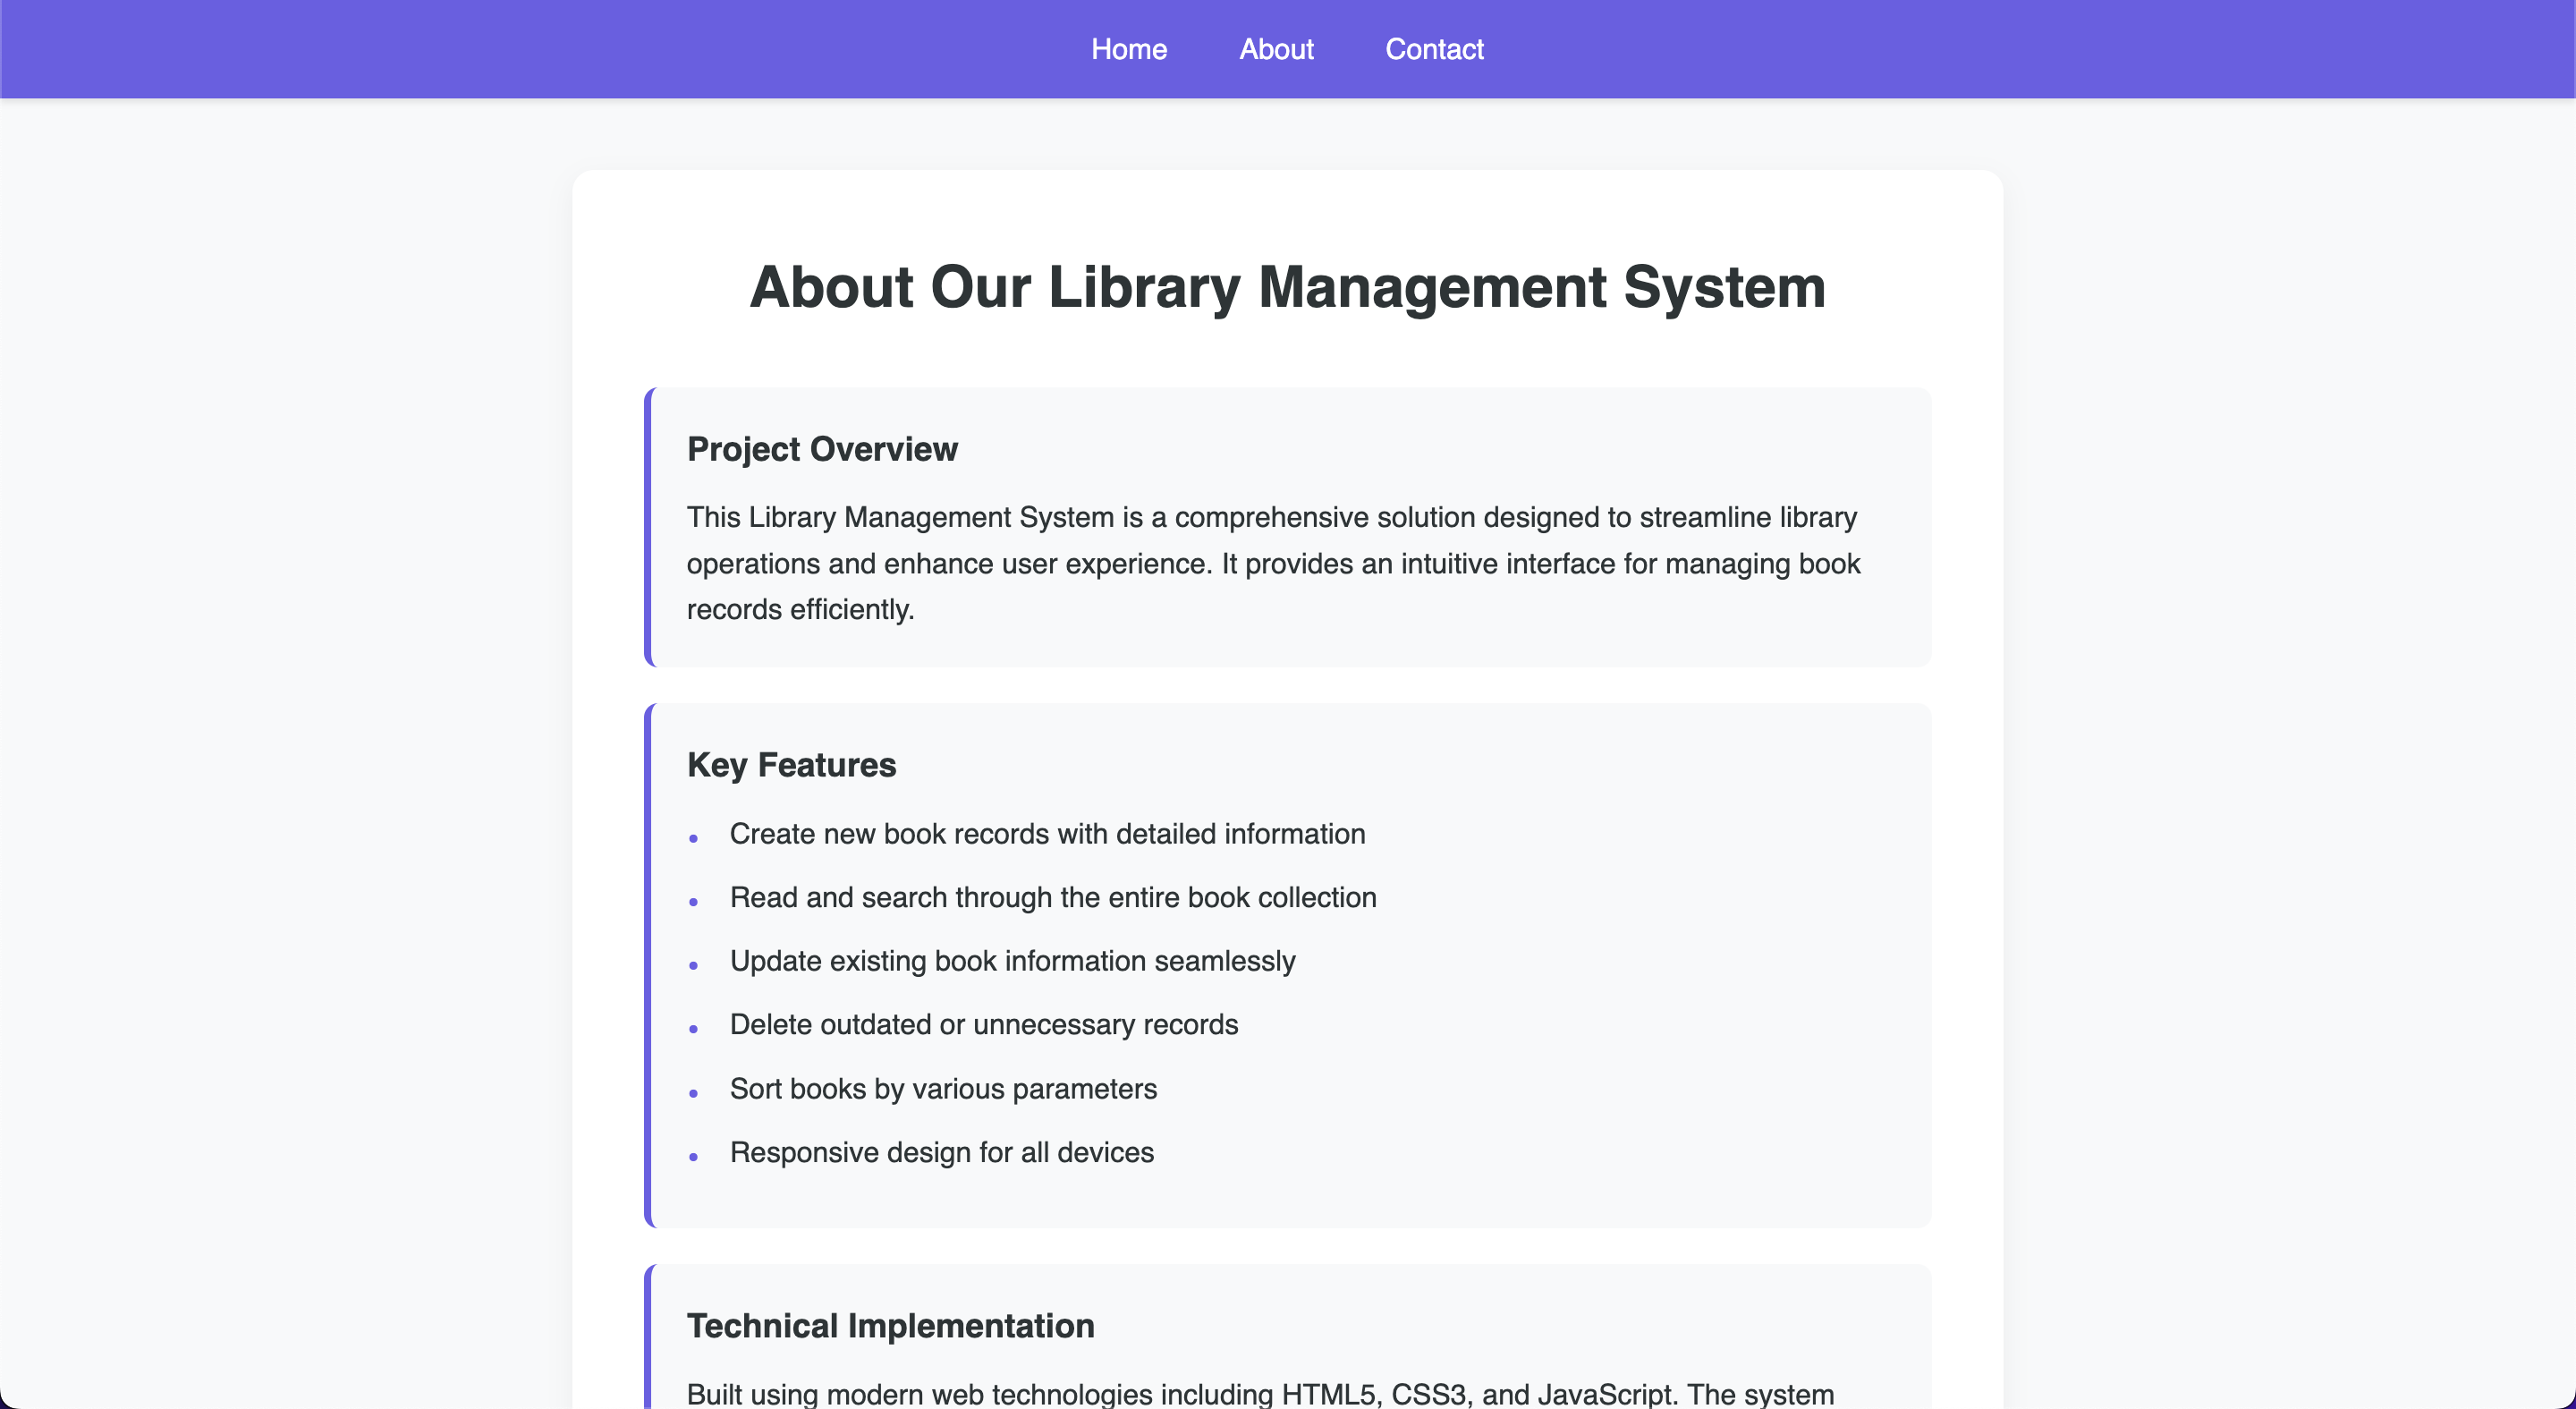 Home About Contact
About Our Library Management System
Project Overview
This Library Management System is a comprehensive solution designed to streamline library
operations and enhance user experience. It provides an intuitive interface for managing book
records efficiently.
Key Features
• Create new book records with detailed information
• Read and search through the entire book collection
• Update existing book information seamlessly
• Delete outdated or unnecessary records
• Sort books by various parameters
• Responsive design for all devices
Technical Implementation
Built using modern web technologies including HTML5, CSS3, and JavaScript. The system